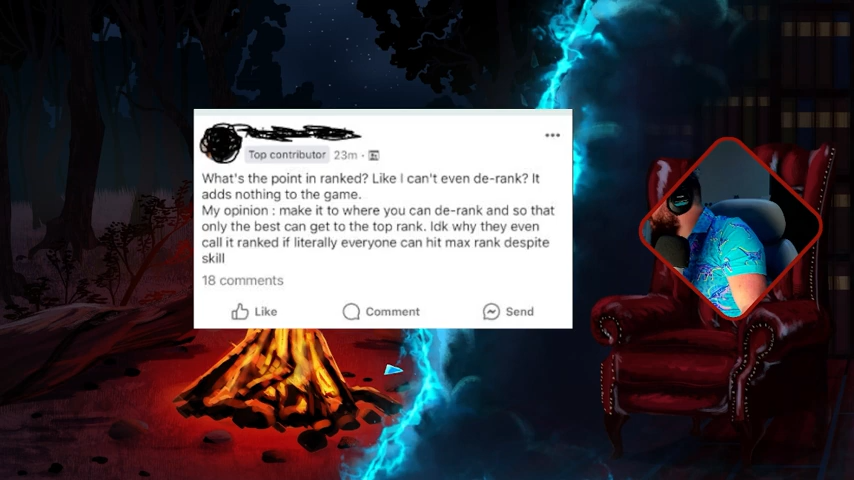 Top contributor 23m
What's the point in ranked? Like I can't even de-rank? It
adds nothing to the game.
My opinion : make it to where you can de-rank and so that
only the best can get to the top rank. Idk why they even
call it ranked if literally everyone can hit max rank despite
skill
18 comments
Like Comment Send